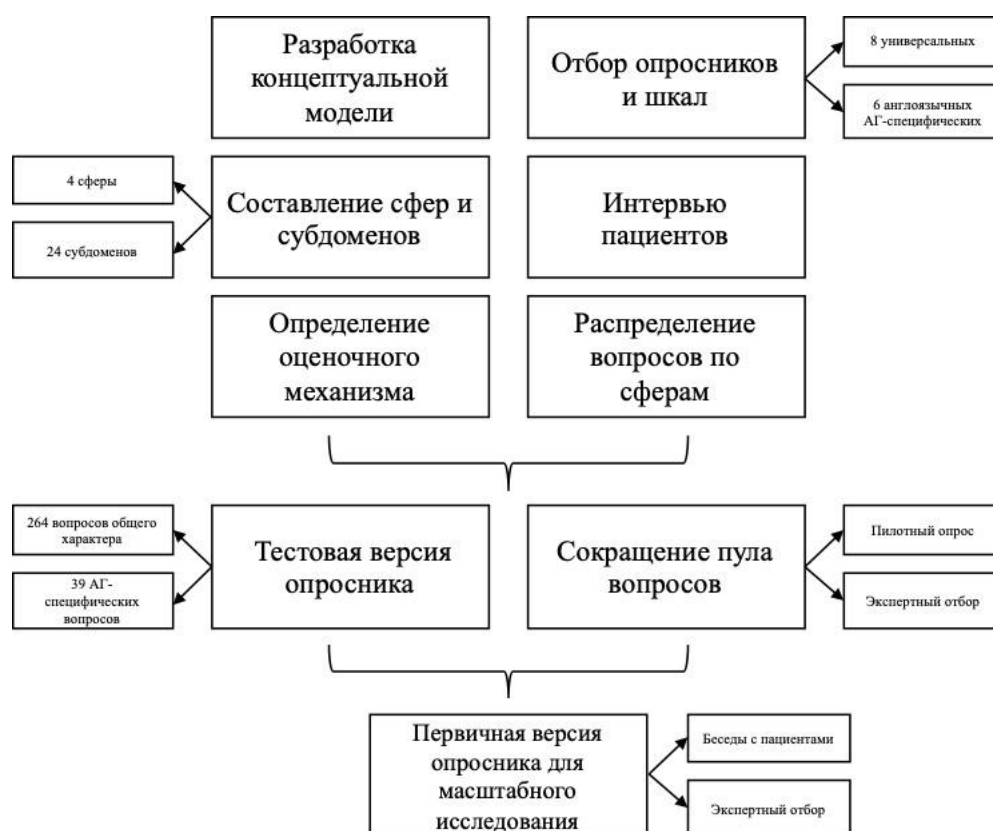 Разработка
концептуальной
модели
Отбор опросников
и шкал
8 универсальных
6 англоязычных
АГ-специфических
4 сферы
24 субдоменов
Составление сфер и
субдоменов
Интервью
пациентов
Определение
оценочного
механизма
Распределение
вопросов по
сферам
264 вопросов общего
характера
39 АГ-
специфических
вопросов
Тестовая версия
опросника
Сокращение пула
вопросов
Пилотный опрос
Экспертный отбор
Первичная версия
опросника для
масштабного
исследования
Беседы с пациентами
Экспертный отбор